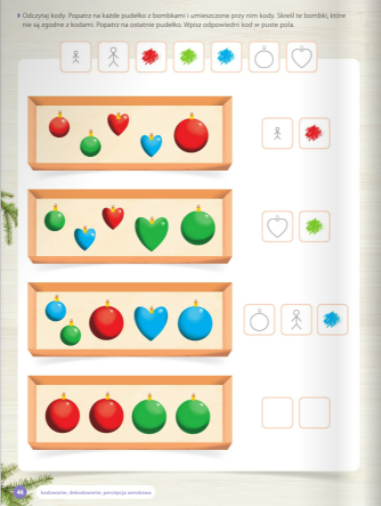 Odczytaj kody. Popatrz na każde pudełko z bombkami i umieszczone przy nim kody. Skreśl te bombki, które
nie są zgodne z kodami. Popatrz na ostatnie pudełko. Wpisz odpowiedni kod w puste pola.
46
kodowanie, dekodowanie, percepcja wzrokowa